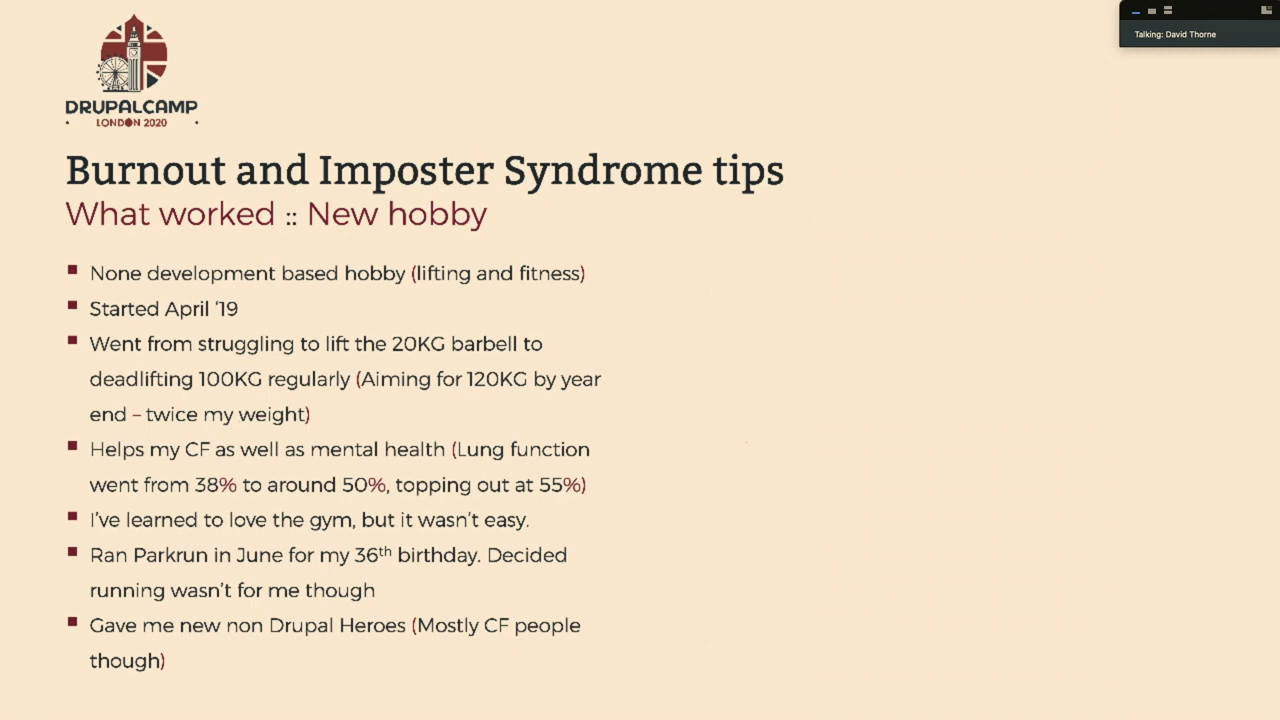 Talking: David Thorne
DRUPALCAMP
LONDON 2020
Burnout and Imposter Syndrome tips
What worked :: New hobby
None development based hobby (lifting and fitness)
Started April ‘19
Went from struggling to lift the 20KG barbell to
deadlifting 100KG regularly (Aiming for 120KG by year
end – twice my weight)
Helps my CF as well as mental health (Lung function
went from 38% to around 50%, topping out at 55%)
I’ve learned to love the gym, but it wasn’t easy.
Ran Parkrun in June for my 36th birthday. Decided
running wasn’t for me though
Gave me new non Drupal Heroes (Mostly CF people
though)